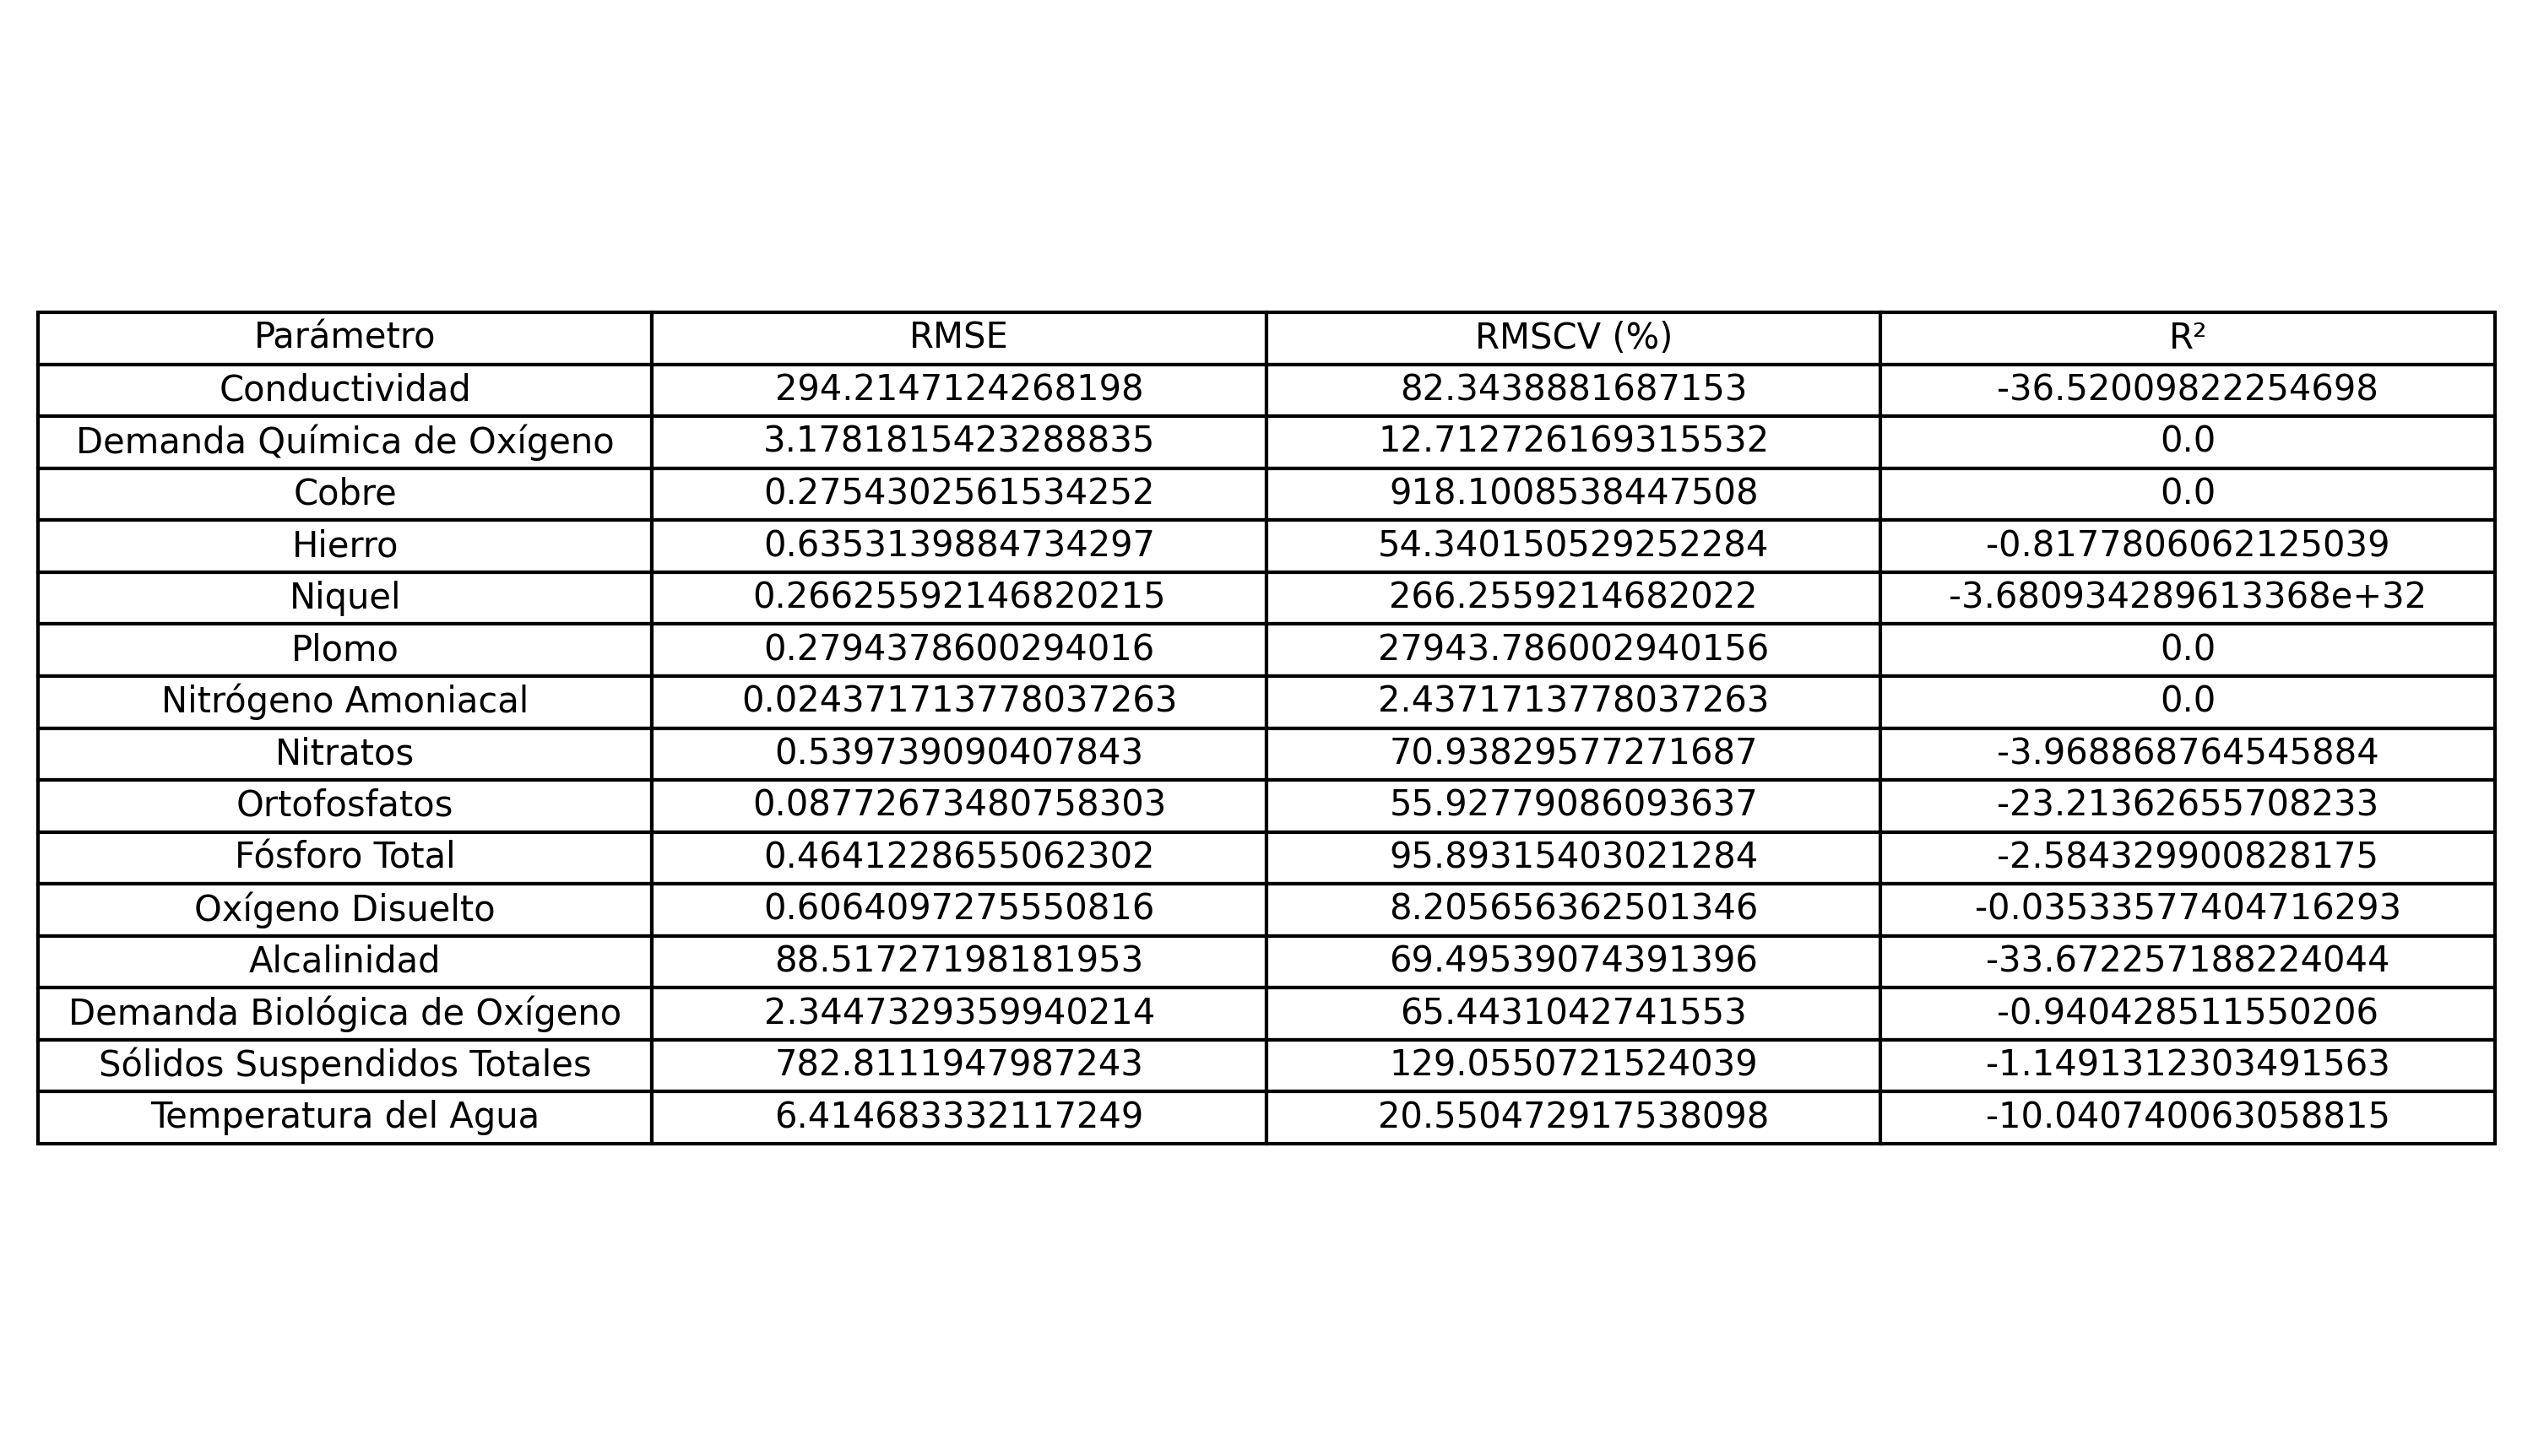 Parámetro RMSE RMSCV (%) R²
Conductividad 294.2147124268198 82.3438881687153 -36.52009822254698
Demanda Química de Oxígeno 3.1781815423288835 12.712726169315532 0.0
Cobre 0.2754302561534252 918.1008538447508 0.0
Hierro 0.6353139884734297 54.340150529252284 -0.8177806062125039
Niquel 0.26625592146820215 266.2559214682022 -3.680934289613368e+32
Plomo 0.2794378600294016 27943.786002940156 0.0
Nitrógeno Amoniacal 0.024371713778037263 2.4371713778037263 0.0
Nitratos 0.539739090407843 70.93829577271687 -3.968868764545884
Ortofosfatos 0.08772673480758303 55.92779086093637 -23.21362655708233
Fósforo Total 0.4641228655062302 95.89315403021284 -2.584329900828175
Oxígeno Disuelto 0.6064097275550816 8.205656362501346 -0.03533577404716293
Alcalinidad 88.51727198181953 69.49539074391396 -33.672257188224044
Demanda Biológica de Oxígeno 2.3447329359940214 65.4431042741553 -0.940428511550206
Sólidos Suspendidos Totales 782.8111947987243 129.0550721524039 -1.1491312303491563
Temperatura del Agua 6.414683332117249 20.550472917538098 -10.040740063058815